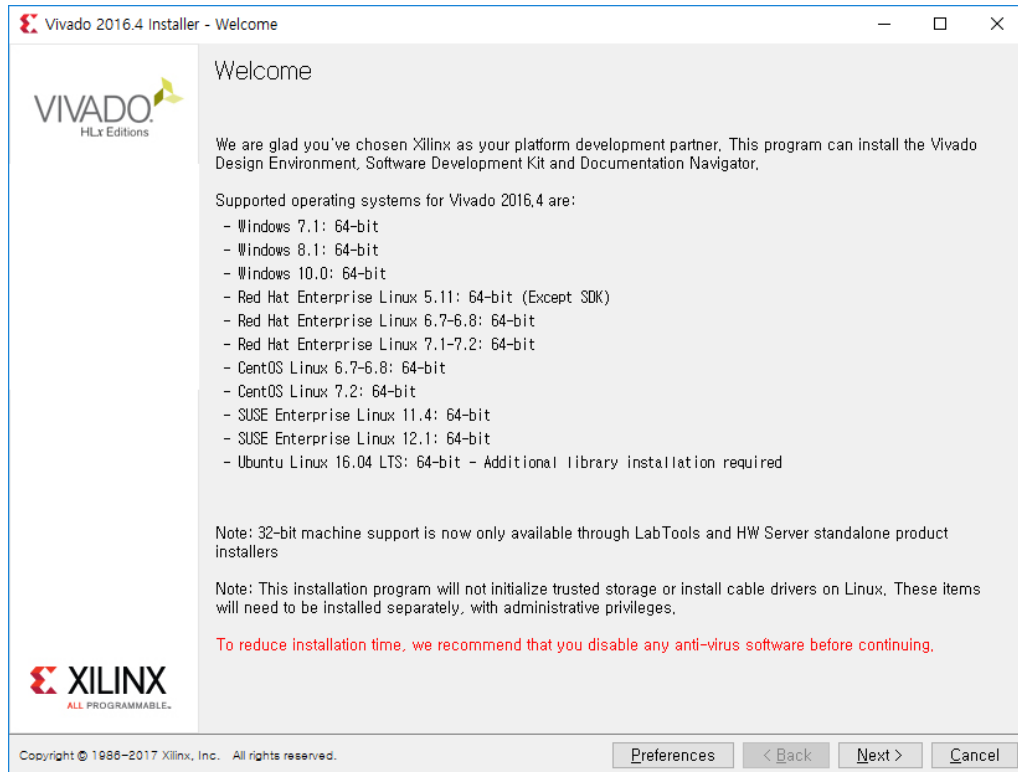 Vivado 2016.4 Installer - Welcome
VIVADO.
HLx Editions
Welcome
We are glad you've chosen Xilinx as your platform development partner. This program can install the Vivado
Design Environment, Software Development Kit and Documentation Navigator.
Supported operating systems for Vivado 2016.4 are:
- Windows 7.1: 64-bit
- Windows 8.1: 64-bit
- Windows 10.0: 64-bit
- Red Hat Enterprise Linux 5.11: 64-bit (Except SDK)
- Red Hat Enterprise Linux 6.7-6.8: 64-bit
- Red Hat Enterprise Linux 7.1-7.2: 64-bit
- CentOS Linux 6.7-6.8: 64-bit
- CentOS Linux 7.2: 64-bit
- SUSE Enterprise Linux 11.4: 64-bit
- SUSE Enterprise Linux 12.1: 64-bit
- Ubuntu Linux 16.04 LTS: 64-bit - Additional library installation required
Note: 32-bit machine support is now only available through LabTools and HW Server standalone product
installers
Note: This installation program will not initialize trusted storage or install cable drivers on Linux. These items
will need to be installed separately, with administrative privileges.
To reduce installation time, we recommend that you disable any anti-virus software before continuing.
XILINX
ALL PROGRAMMABLE.
Copyright © 1986-2017 Xilinx, Inc. All rights reserved.
Preferences < Back Next > Cancel